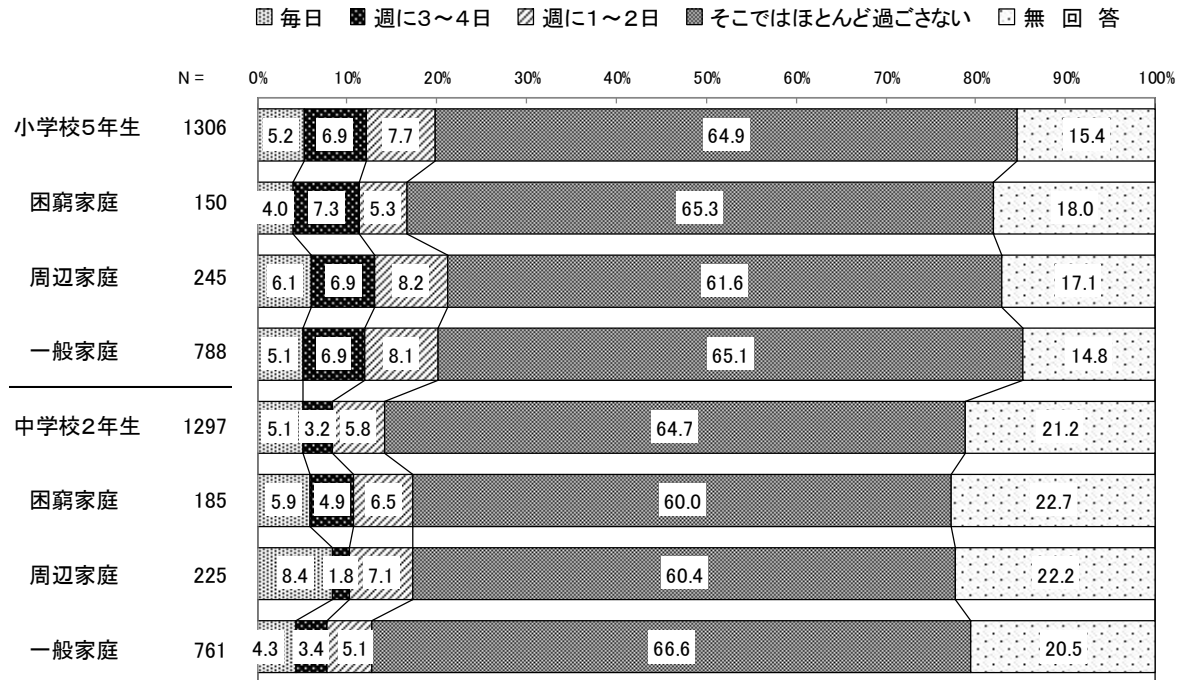 毎日 週に3～4日 週に1～2日 そこではほとんど過ごさない 無 回 答
N = 0% 10% 20% 30% 40% 50% 60% 70% 80% 90% 100%
小学校5年生 1306 5.2 6.9 7.7 64.9 15.4
困窮家庭 150 4.0 7.3 5.3 65.3 18.0
周辺家庭 245 6.1 6.9 8.2 61.6 17.1
一般家庭 788 5.1 6.9 8.1 65.1 14.8
中学校2年生 1297 5.1 3.2 5.8 64.7 21.2
困窮家庭 185 5.9 4.9 6.5 60.0 22.7
周辺家庭 225 8.4 1.8 7.1 60.4 22.2
一般家庭 761 4.3 3.4 5.1 66.6 20.5